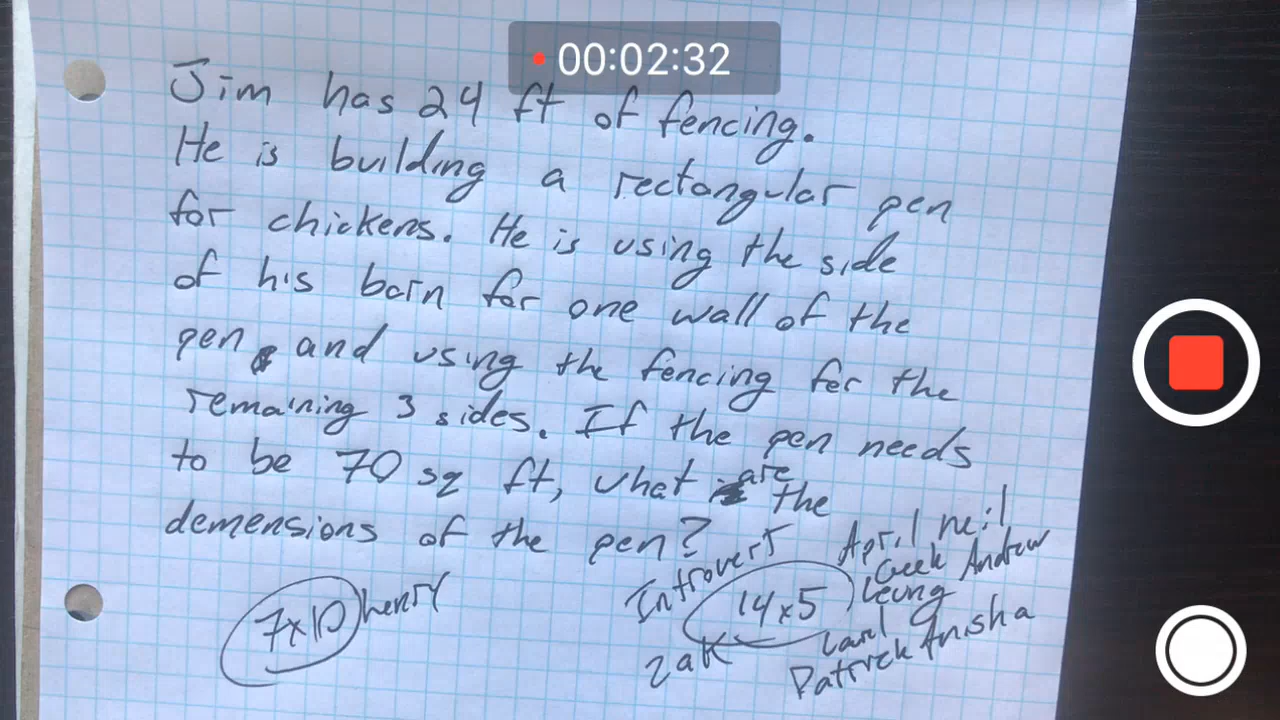 00:02:32
Jim has 24 ft of fencing.
He is building a rectangular pen
for chickens. He is using the side
of his barn for one wall of the
pen, and using the fencing for the
remaining 3 sides. If the pen needs
to be 70 sq ft, what are the
demensions of the pen?
7x10 henry
Introvert
14x5
zak
April neil
Geek Andrew
Leung
Patrick Anisha